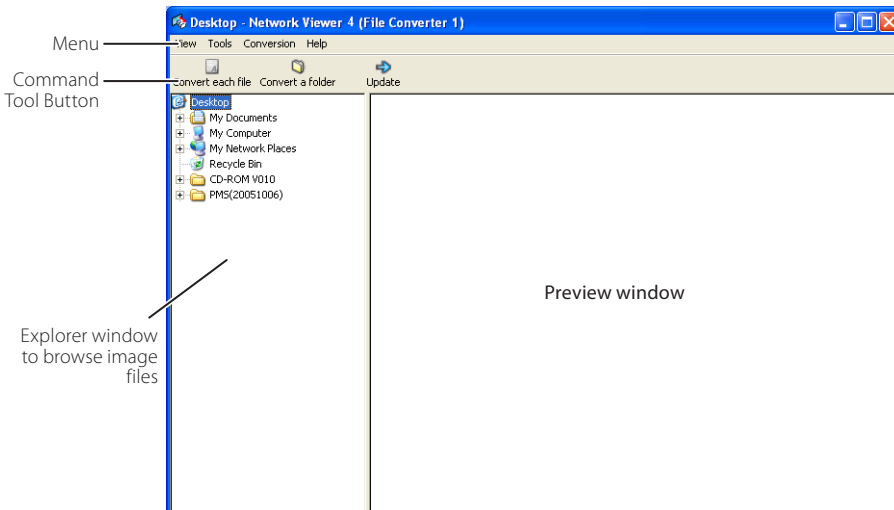 Desktop - Network Viewer 4 (File Converter 1)
Menu
View Tools Conversion Help
Command
Tool Button
Convert each file Convert a folder Update
Desktop
My Documents
My Computer
My Network Places
Recycle Bin
CD-ROM V010
PMS(20051006)
Preview window
Explorer window
to browse image
files